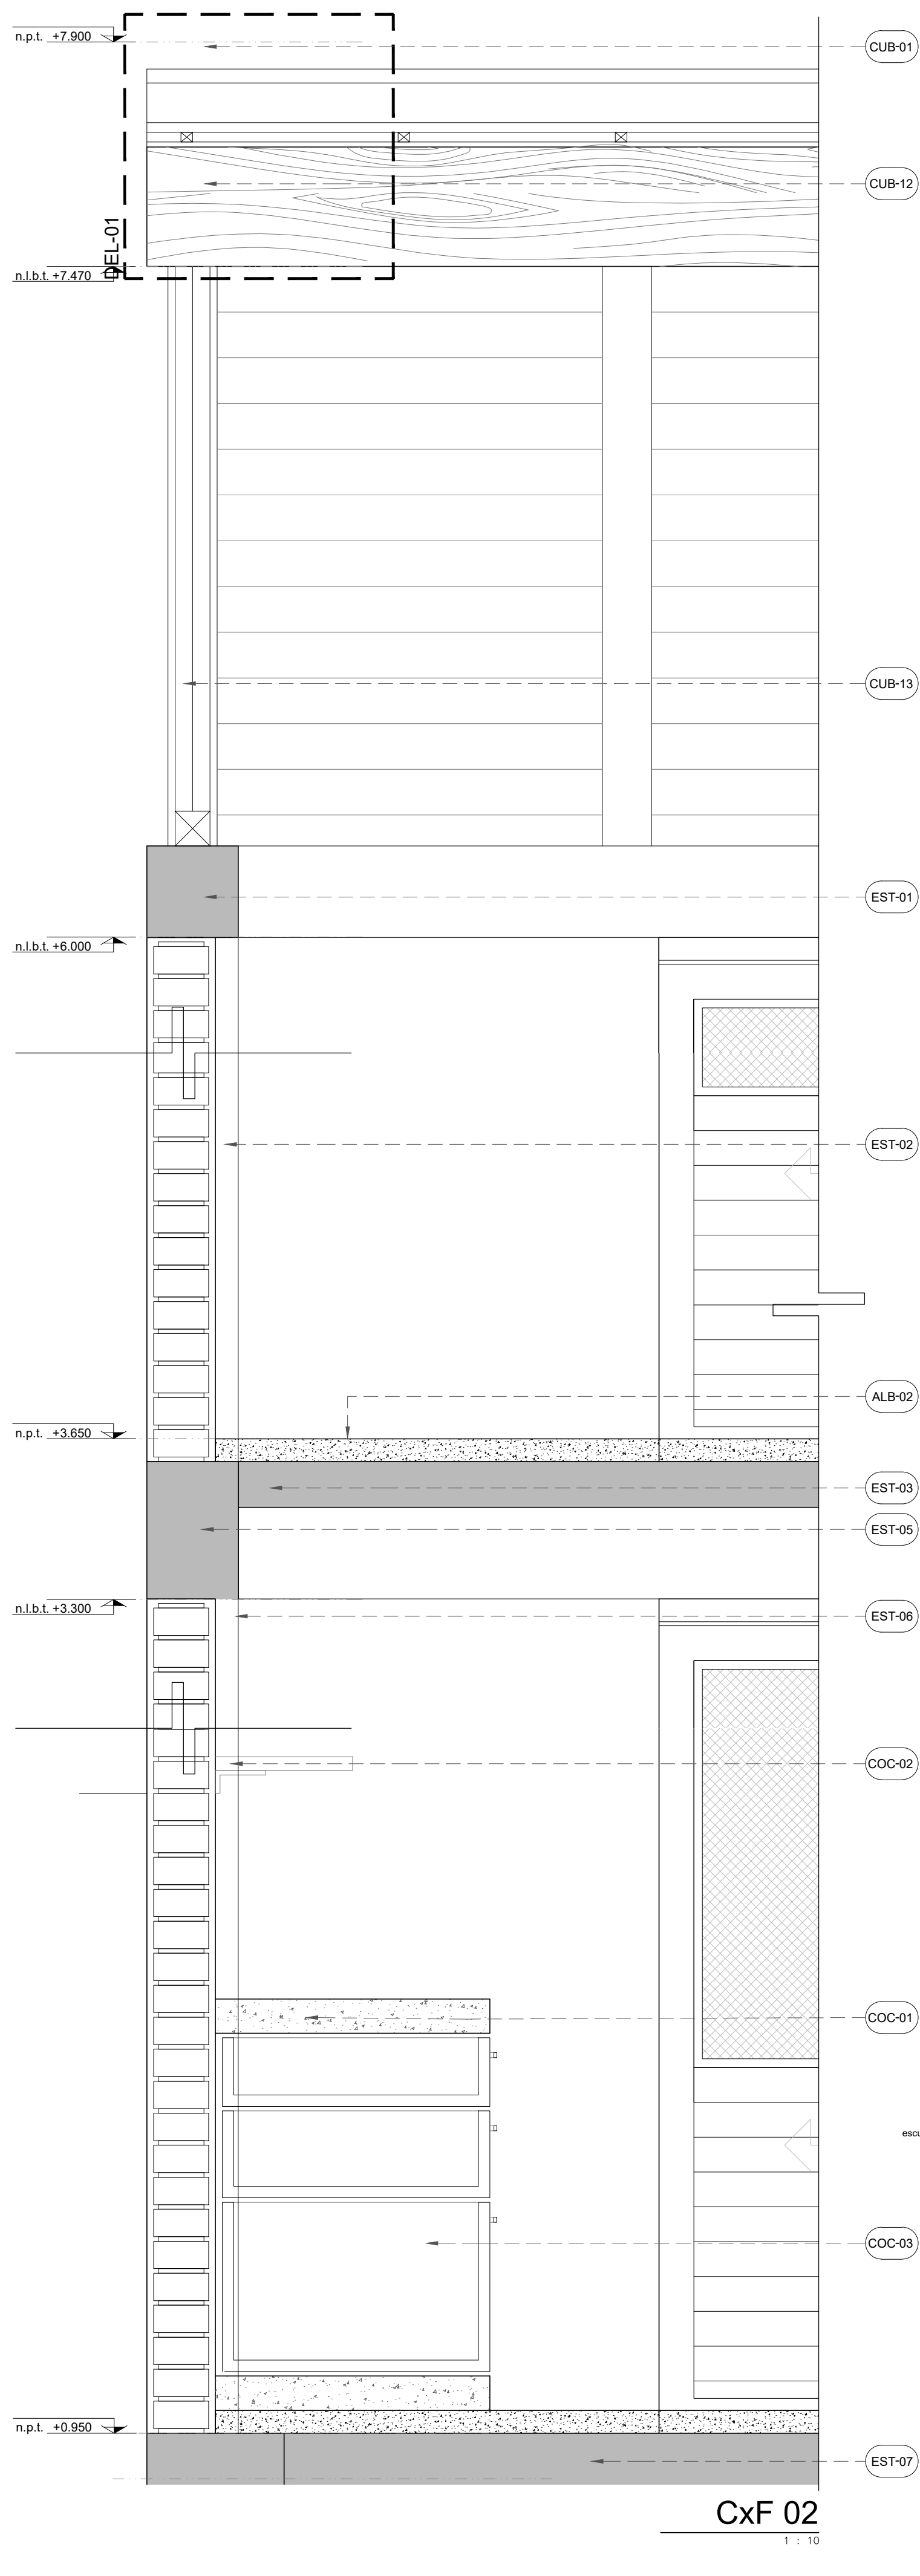 n.p.t. +7.900
CUB-01
CUB-12
DEL-01
n.l.b.t. +7.470
CUB-13
EST-01
n.l.b.t. +6.000
EST-02
ALB-02
n.p.t. +3.650
EST-03
EST-05
n.l.b.t. +3.300
EST-06
COC-02
COC-01
escu
COC-03
n.p.t. +0.950
EST-07
CxF 02
1 : 10